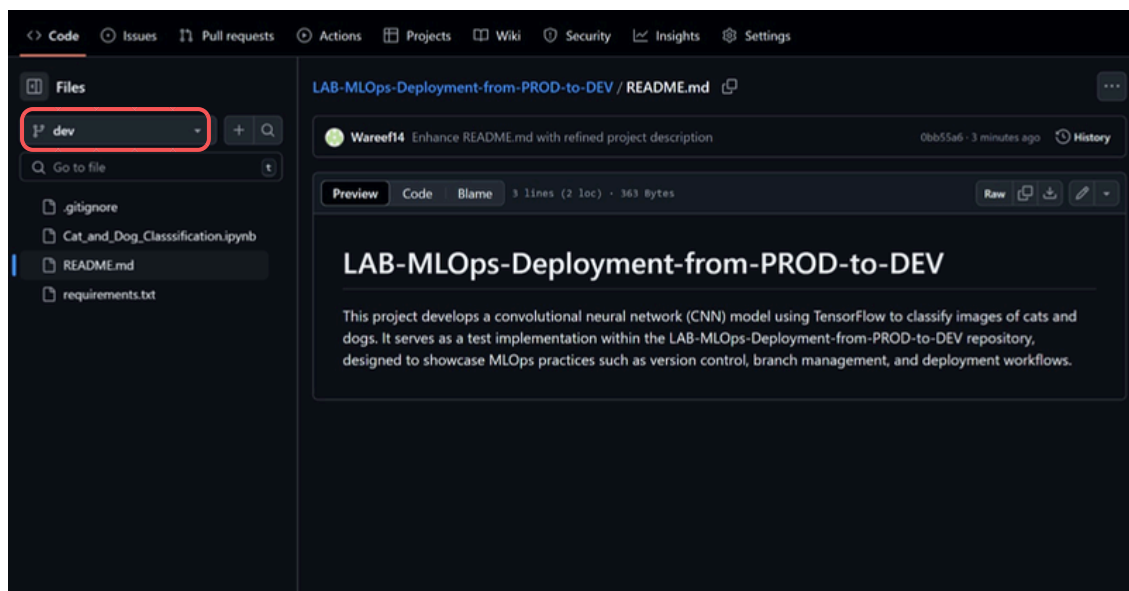 Code Issues Pull requests Actions Projects Wiki Security Insights Settings
Files
dev
Go to file t
.gitignore
Cat_and_Dog_Classsification.ipynb
README.md
requirements.txt
LAB-MLOps-Deployment-from-PROD-to-DEV / README.md
Wareef14 Enhance README.md with refined project description 0bb55a6 · 3 minutes ago History
Preview Code Blame 3 lines (2 loc) · 363 Bytes Raw
LAB-MLOps-Deployment-from-PROD-to-DEV
This project develops a convolutional neural network (CNN) model using TensorFlow to classify images of cats and
dogs. It serves as a test implementation within the LAB-MLOps-Deployment-from-PROD-to-DEV repository,
designed to showcase MLOps practices such as version control, branch management, and deployment workflows.